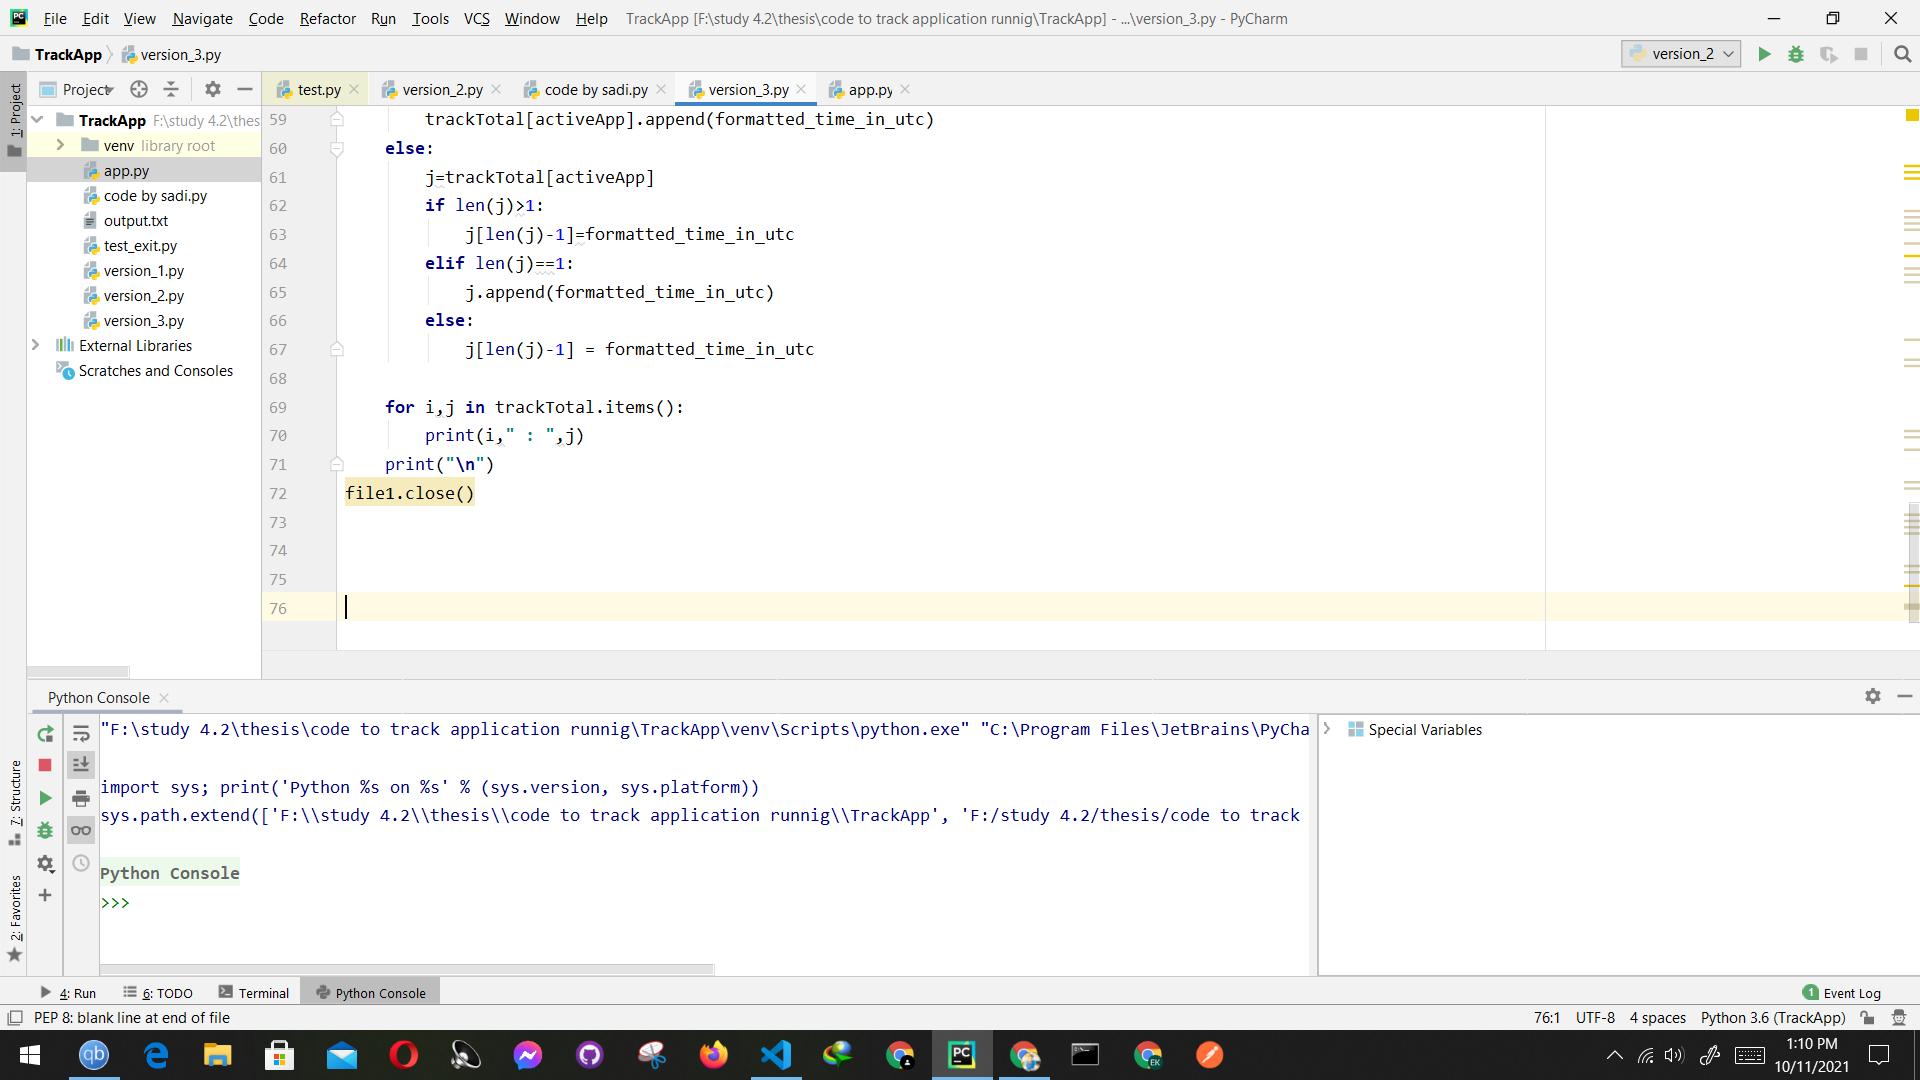 File Edit View Navigate Code Refactor Run Tools VCS Window Help TrackApp [F:\study 4.2\thesis\code to track application runnig\TrackApp] - ...\version_3.py - PyCharm
TrackApp version_3.py version_2
1: Project
Project test.py version_2.py code by sadi.py version_3.py app.py
TrackApp F:\study 4.2\thes
venv library root
app.py
code by sadi.py
output.txt
test_exit.py
version_1.py
version_2.py
version_3.py
External Libraries
Scratches and Consoles
59 trackTotal[activeApp].append(formatted_time_in_utc)
60 else:
61 j=trackTotal[activeApp]
62 if len(j)>1:
63 j[len(j)-1]=formatted_time_in_utc
64 elif len(j)==1:
65 j.append(formatted_time_in_utc)
66 else:
67 j[len(j)-1] = formatted_time_in_utc
68
69 for i,j in trackTotal.items():
70 print(i," : ",j)
71 print("\n")
72 file1.close()
73
74
75
76
Python Console
7: Structure
2: Favorites
"F:\study 4.2\thesis\code to track application runnig\TrackApp\venv\Scripts\python.exe" "C:\Program Files\JetBrains\PyCha
import sys; print('Python %s on %s' % (sys.version, sys.platform))
sys.path.extend(['F:\\study 4.2\\thesis\\code to track application runnig\\TrackApp', 'F:/study 4.2/thesis/code to track
Python Console
>>>
Special Variables
4: Run 6: TODO Terminal Python Console 1 Event Log
PEP 8: blank line at end of file 76:1 UTF-8 4 spaces Python 3.6 (TrackApp)
qb PC EK
1:10 PM
10/11/2021